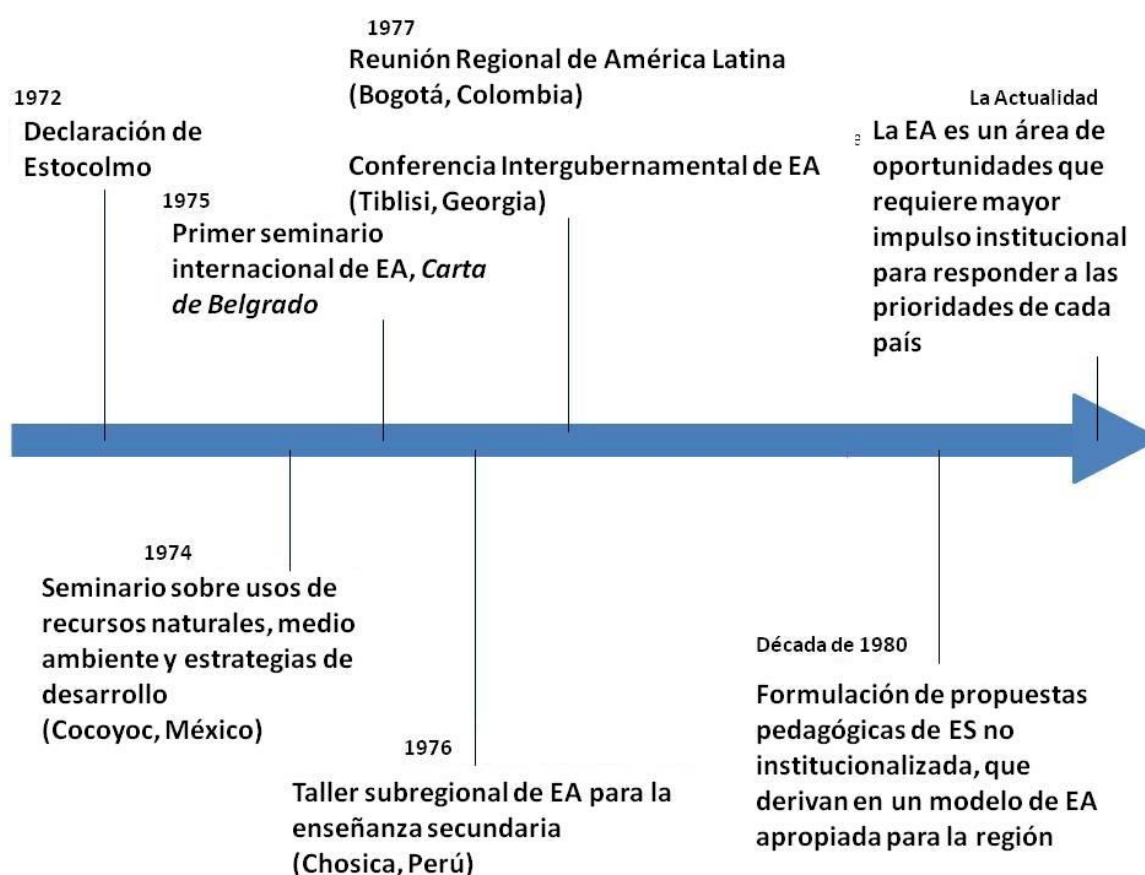 1972
Declaración de
Estocolmo
1974
Seminario sobre usos de
recursos naturales, medio
ambiente y estrategias de
desarrollo
(Cocoyoc, México)
1975
Primer seminario
internacional de EA, Carta
de Belgrado
1976
Taller subregional de EA para la
enseñanza secundaria
(Chosica, Perú)
1977
Reunión Regional de América Latina
(Bogotá, Colombia)
Conferencia Intergubernamental de EA
(Tiblisi, Georgia)
Década de 1980
Formulación de propuestas
pedagógicas de ES no
institucionalizada, que
derivan en un modelo de EA
apropiada para la región
La Actualidad
La EA es un área de
oportunidades que
requiere mayor
impulso institucional
para responder a las
prioridades de cada
país